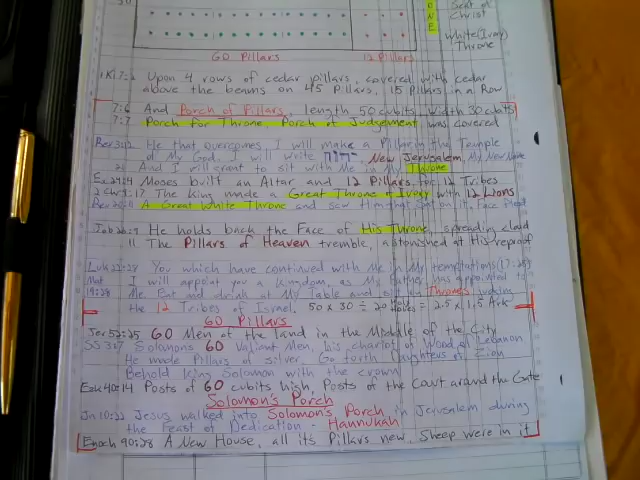 Seat of
Christ
White(Ivory)
Throne
60 Pillars 12 Pillars
1Ki 7:2 Upon 4 rows of cedar pillars, covered with cedar
above the beams on 45 Pillars, 15 Pillars in a Row
7:6 And Porch of Pillars, length 50 cubits, width 30 cubits
7:7 Porch for Throne, Porch of Judgement was covered
Rev 3:12 He that overcomes I will make a Pillar in the Temple
of My God, I will write יהוה New Jerusalem, My New Name
21 And I will grant to sit with Me in My Throne
Ex 24:4 Moses built an Altar and 12 Pillars for 12 Tribes
2 Chr 9:17 The King made a Great Throne of Ivory with 12 Lions
Rev 20:11 A Great White Throne and saw Him that sat on it, Face
Job 26:9 He holds back the Face of His Throne, spreading cloud
11 The Pillars of Heaven tremble, astonished at His reproof
Luk 22:28 You which have continued with Me in My temptations
Mat I will appoint you a Kingdom, as My Father has appointed to
19:28 Me. Eat and drink at My Table and sit on Thrones
the 12 Tribes of Israel. 50 x 30 ÷ 20 = 2.5 x 1.5 Ark
60 Pillars
Jer 52:25 60 Men of the land in the Middle of the City
SS 3:7 Solomons 60 Valiant Men, his chariot of Wood of Lebanon
He made Pillars of silver. Go forth Daughters of Zion
Behold King Solomon with the crown
Ezk 40:14 Posts of 60 cubits high, Posts of the Court around the Gate
Solomon's Porch
Jn 10:22 Jesus walked into Solomon's Porch in Jerusalem during
the Feast of Dedication - Hannukah
Enoch 90:28 A New House, all it's Pillars new, Sheep were in it